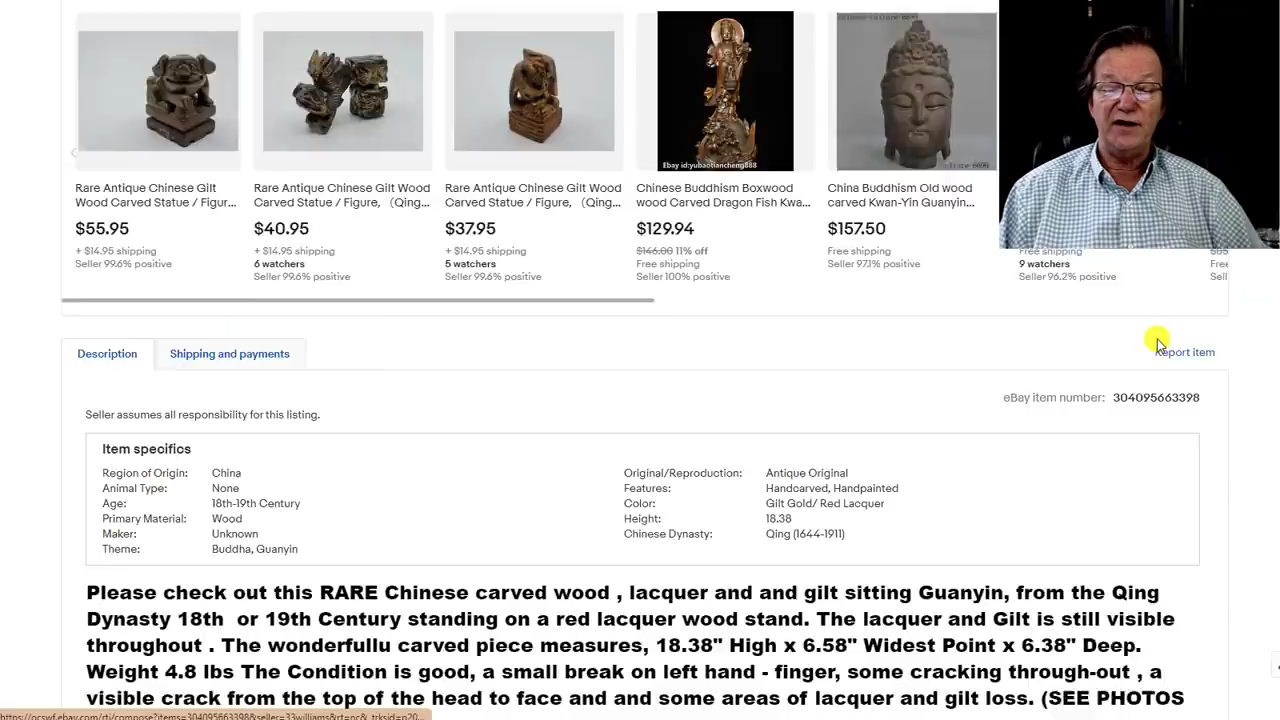 Ebay id:yubaotiancheng888
Rare Antique Chinese Gilt
Wood Carved Statue / Figur...
$55.95
+ $14.95 shipping
Seller 99.6% positive
Rare Antique Chinese Gilt Wood
Carved Statue / Figure, （Qing...
$40.95
+ $14.95 shipping
6 watchers
Seller 99.6% positive
Rare Antique Chinese Gilt Wood
Carved Statue / Figure, （Qing...
$37.95
+ $14.95 shipping
5 watchers
Seller 99.6% positive
Chinese Buddhism Boxwood
wood Carved Dragon Fish Kwa...
$129.94
$146.00 11% off
Free shipping
Seller 100% positive
China Buddhism Old wood
carved Kwan-Yin Guanyin...
$157.50
Free shipping
Seller 97.1% positive
Free shipping
9 watchers
Seller 96.2% positive
Free
Sell
Description
Shipping and payments
Report item
eBay item number: 304095663398
Seller assumes all responsibility for this listing.
Item specifics
Region of Origin: China
Animal Type: None
Age: 18th-19th Century
Primary Material: Wood
Maker: Unknown
Theme: Buddha, Guanyin
Original/Reproduction: Antique Original
Features: Handcarved, Handpainted
Color: Gilt Gold/ Red Lacquer
Height: 18.38
Chinese Dynasty: Qing (1644-1911)
Please check out this RARE Chinese carved wood , lacquer and and gilt sitting Guanyin, from the Qing
Dynasty 18th or 19th Century standing on a red lacquer wood stand. The lacquer and Gilt is still visible
throughout . The wonderfullu carved piece measures, 18.38" High x 6.58" Widest Point x 6.38" Deep.
Weight 4.8 lbs The Condition is good, a small break on left hand - finger, some cracking through-out , a
visible crack from the top of the head to face and and some areas of lacquer and gilt loss. (SEE PHOTOS